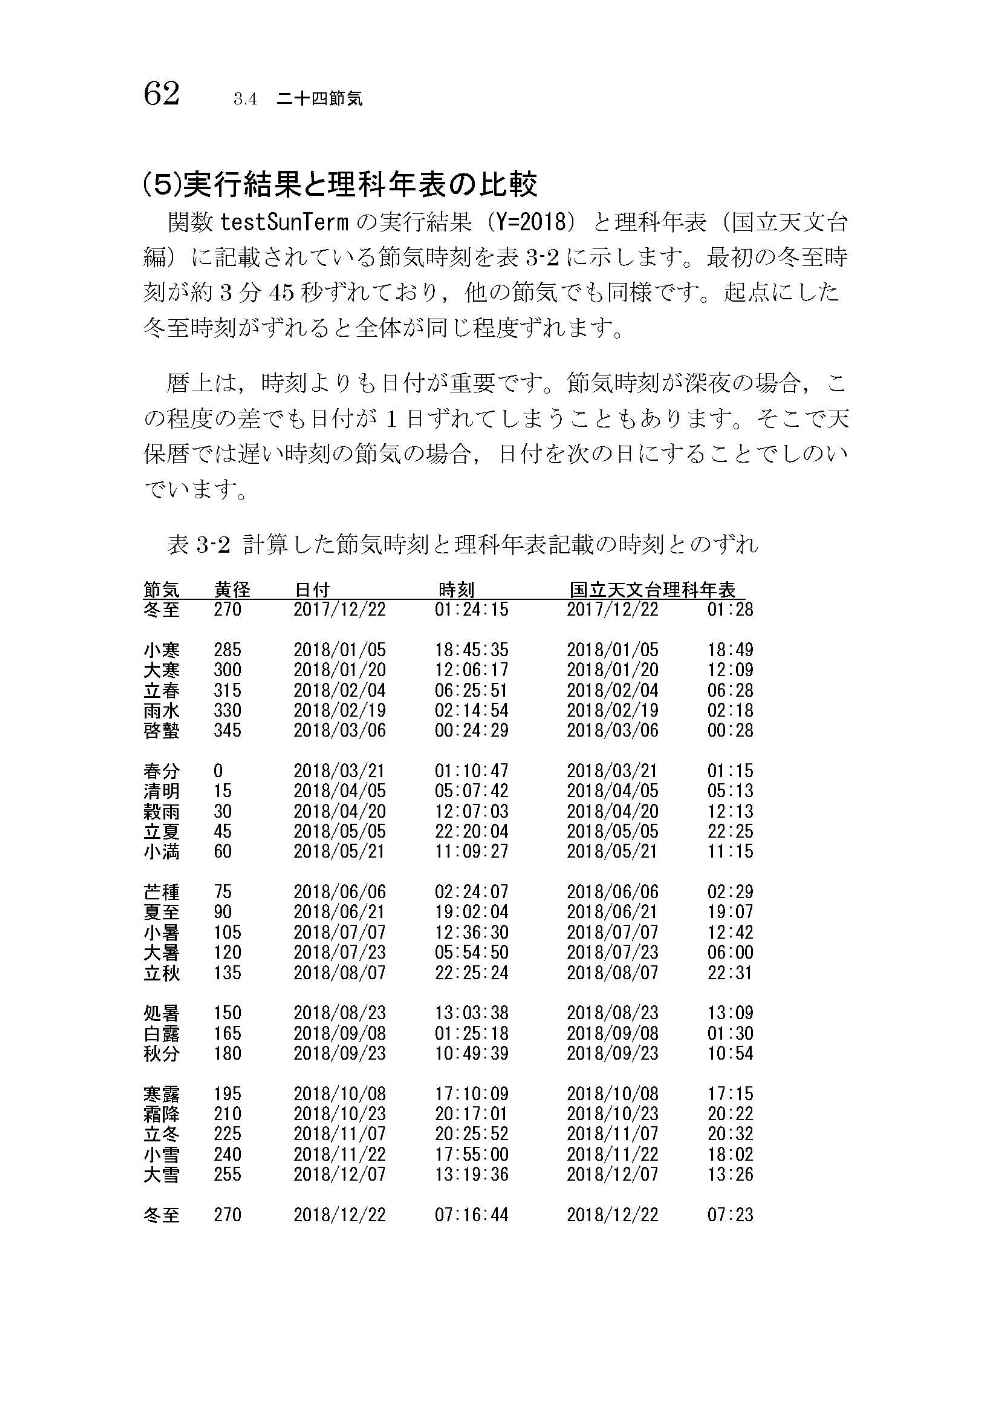 62 3.4 二十四節気
(5)実行結果と理科年表の比較
関数 testSunTerm の実行結果（Y=2018）と理科年表（国立天文台
編）に記載されている節気時刻を表 3-2 に示します。最初の冬至時
刻が約 3 分 45 秒ずれており，他の節気でも同様です。起点にした
冬至時刻がずれると全体が同じ程度ずれます。
暦上は，時刻よりも日付が重要です。節気時刻が深夜の場合，こ
の程度の差でも日付が 1 日ずれてしまうこともあります。そこで天
保暦では遅い時刻の節気の場合，日付を次の日にすることでしのい
でいます。
表 3-2 計算した節気時刻と理科年表記載の時刻とのずれ
節気 黄径 日付 時刻 国立天文台理科年表
冬至 270 2017/12/22 01:24:15 2017/12/22 01:28
小寒 285 2018/01/05 18:45:35 2018/01/05 18:49
大寒 300 2018/01/20 12:06:17 2018/01/20 12:09
立春 315 2018/02/04 06:25:51 2018/02/04 06:28
雨水 330 2018/02/19 02:14:54 2018/02/19 02:18
啓蟄 345 2018/03/06 00:24:29 2018/03/06 00:28
春分 0 2018/03/21 01:10:47 2018/03/21 01:15
清明 15 2018/04/05 05:07:42 2018/04/05 05:13
穀雨 30 2018/04/20 12:07:03 2018/04/20 12:13
立夏 45 2018/05/05 22:20:04 2018/05/05 22:25
小満 60 2018/05/21 11:09:27 2018/05/21 11:15
芒種 75 2018/06/06 02:24:07 2018/06/06 02:29
夏至 90 2018/06/21 19:02:04 2018/06/21 19:07
小暑 105 2018/07/07 12:36:30 2018/07/07 12:42
大暑 120 2018/07/23 05:54:50 2018/07/23 06:00
立秋 135 2018/08/07 22:25:24 2018/08/07 22:31
処暑 150 2018/08/23 13:03:38 2018/08/23 13:09
白露 165 2018/09/08 01:25:18 2018/09/08 01:30
秋分 180 2018/09/23 10:49:39 2018/09/23 10:54
寒露 195 2018/10/08 17:10:09 2018/10/08 17:15
霜降 210 2018/10/23 20:17:01 2018/10/23 20:22
立冬 225 2018/11/07 20:25:52 2018/11/07 20:32
小雪 240 2018/11/22 17:55:00 2018/11/22 18:02
大雪 255 2018/12/07 13:19:36 2018/12/07 13:26
冬至 270 2018/12/22 07:16:44 2018/12/22 07:23